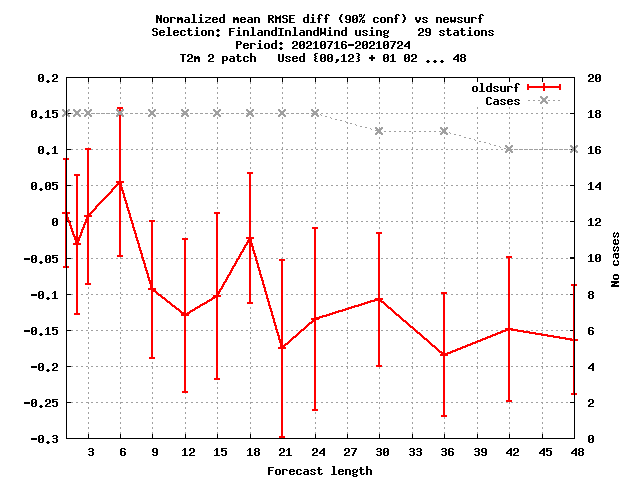 Normalized mean RMSE diff (90% conf) vs newsurf
Selection: FinlandInlandWind using    29 stations
Period: 20210716-20210724
T2m 2 patch   Used {00,12} + 01 02 ... 48
oldsurf
Cases
0.2
0.15
0.1
0.05
0
-0.05
-0.1
-0.15
-0.2
-0.25
-0.3
20
18
16
14
12
10
8
6
4
2
0
No cases
3 6 9 12 15 18 21 24 27 30 33 36 39 42 45 48
Forecast length